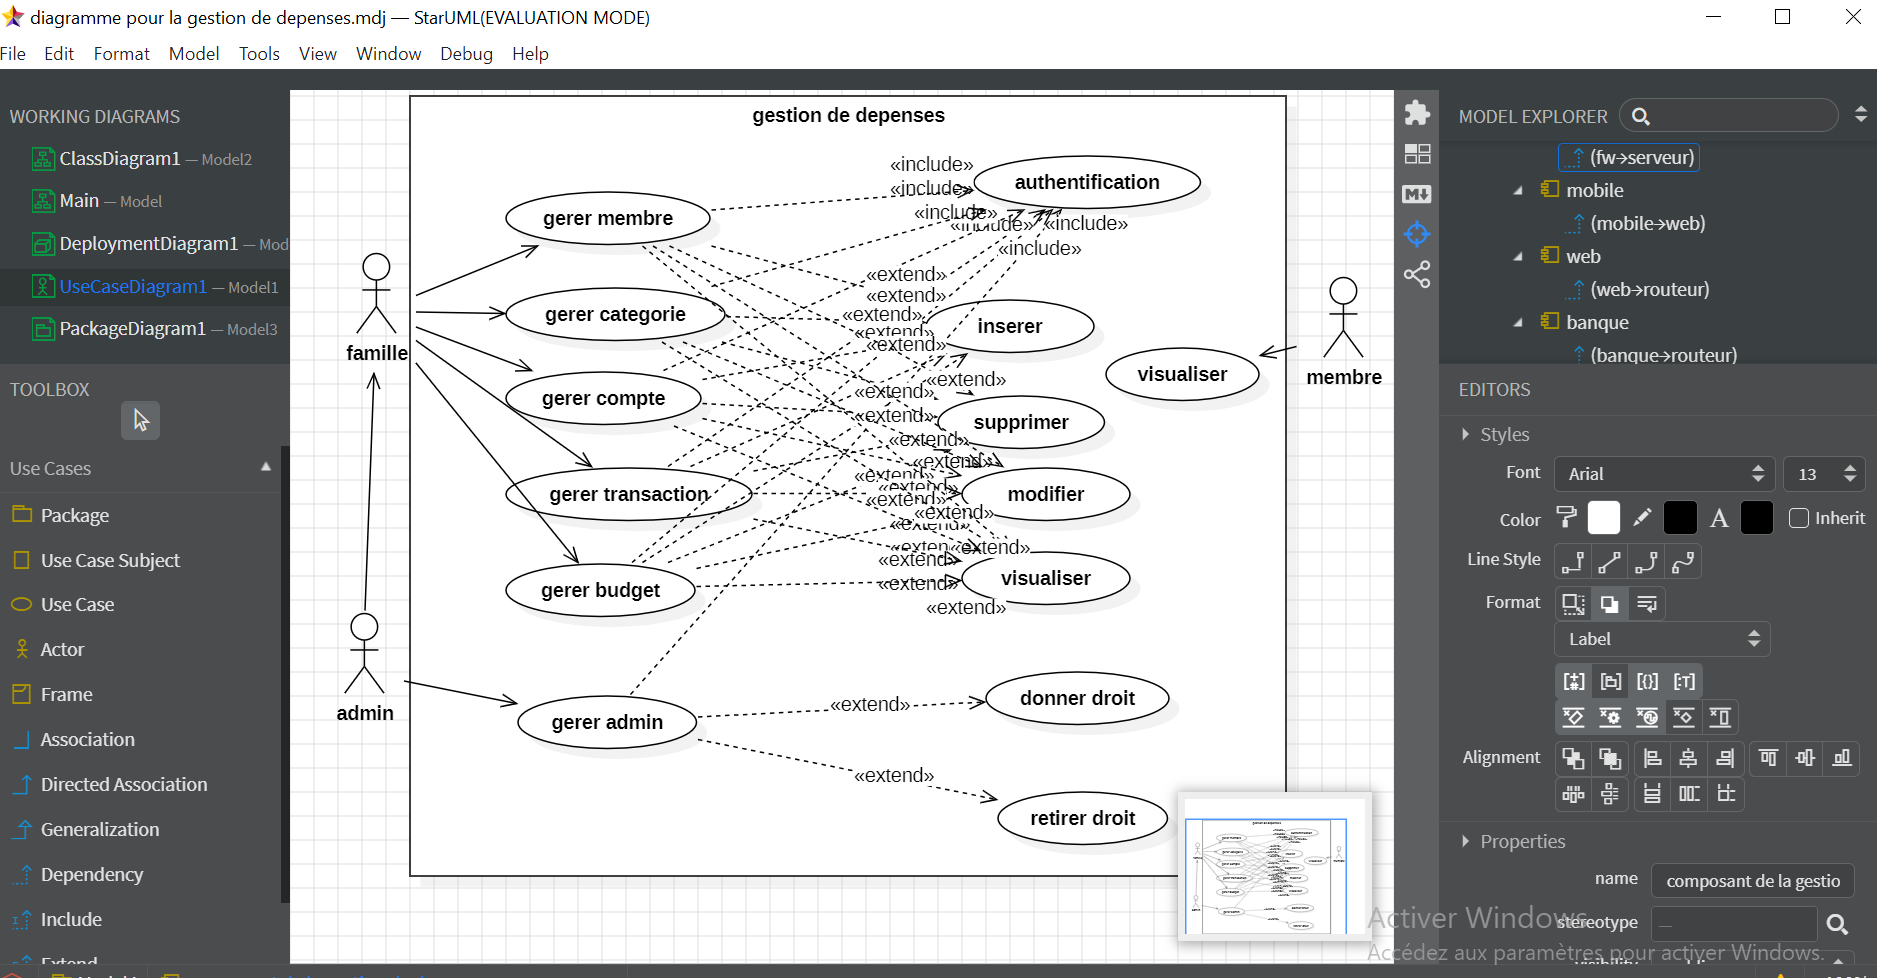 diagramme pour la gestion de depenses.mdj — StarUML(EVALUATION MODE)
File Edit Format Model Tools View Window Debug Help
WORKING DIAGRAMS
ClassDiagram1 — Model2
Main — Model
DeploymentDiagram1 — Mod
UseCaseDiagram1 — Model1
PackageDiagram1 — Model3
TOOLBOX
Use Cases
Package
Use Case Subject
Use Case
Actor
Frame
Association
Directed Association
Generalization
Dependency
Include
Extend
gestion de depenses
«include»
«include»
«include»
«include» «include»
«include»
authentification
gerer membre
«extend»
«extend»
«extend»
«extend»
«extend»
gerer categorie
inserer
famille
visualiser
membre
«extend»
«extend»
gerer compte
«extend»
supprimer
«extend»
«extend»
«extend»
«extend»
«extend»
«extend»
«extend»
gerer transaction
modifier
«extend»
«extend»
«extend»
«extend»
gerer budget
visualiser
«extend»
admin
gerer admin
«extend»
donner droit
«extend»
retirer droit
MODEL EXPLORER
(fw→serveur)
mobile
(mobile→web)
web
(web→routeur)
banque
(banque→routeur)
EDITORS
Styles
Font Arial 13
Color A Inherit
Line Style
Format
Label
Alignment
Properties
name composant de la gestio
stereotype —
visibility
Activer Windows
Accédez aux paramètres pour activer Windows.